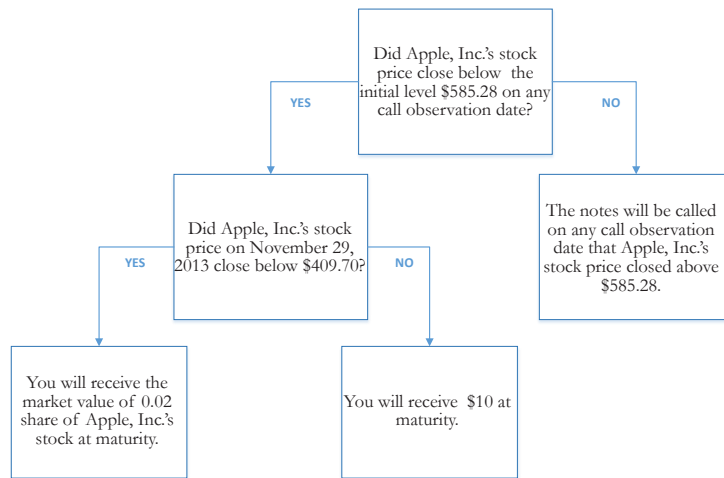 Did Apple, Inc.'s stock
price close below the
initial level $585.28 on any
call observation date?
YES
NO
Did Apple, Inc.'s stock
price on November 29,
2013 close below $409.70?
The notes will be called
on any call observation
date that Apple, Inc.'s
stock price closed above
$585.28.
YES
NO
You will receive the
market value of 0.02
share of Apple, Inc.'s
stock at maturity.
You will receive $10 at
maturity.